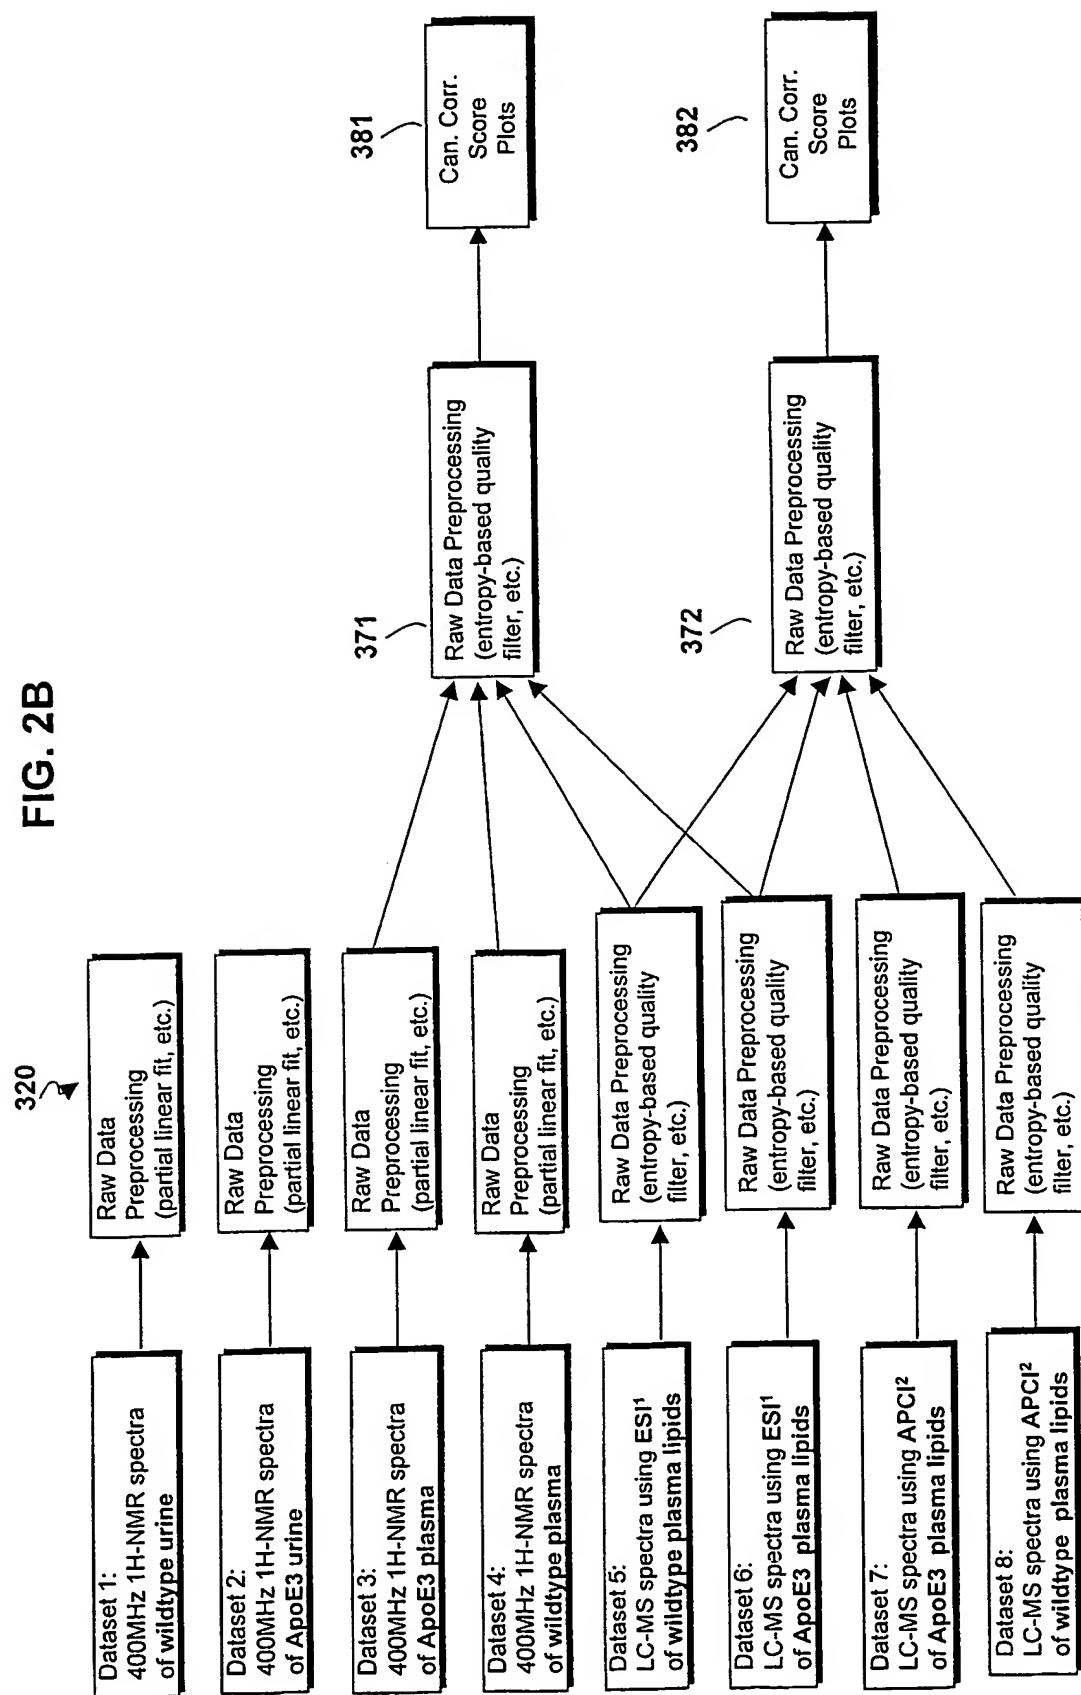 FIG. 2B
320
Dataset 1:
400MHz 1H-NMR spectra
of wildtype urine
Raw Data
Preprocessing
(partial linear fit, etc.)
Dataset 2:
400MHz 1H-NMR spectra
of ApoE3 urine
Raw Data
Preprocessing
(partial linear fit, etc.)
Dataset 3:
400MHz 1H-NMR spectra
of ApoE3 plasma
Raw Data
Preprocessing
(partial linear fit, etc.)
Dataset 4:
400MHz 1H-NMR spectra
of wildtype plasma
Raw Data
Preprocessing
(partial linear fit, etc.)
Dataset 5:
LC-MS spectra using ESI¹
of wildtype plasma lipids
Raw Data Preprocessing
(entropy-based quality
filter, etc.)
Dataset 6:
LC-MS spectra using ESI¹
of ApoE3 plasma lipids
Raw Data Preprocessing
(entropy-based quality
filter, etc.)
Dataset 7:
LC-MS spectra using APCI²
of ApoE3 plasma lipids
Raw Data Preprocessing
(entropy-based quality
filter, etc.)
Dataset 8:
LC-MS spectra using APCI²
of wildtype plasma lipids
Raw Data Preprocessing
(entropy-based quality
filter, etc.)
371
Raw Data Preprocessing
(entropy-based quality
filter, etc.)
381
Can. Corr.
Score
Plots
372
Raw Data Preprocessing
(entropy-based quality
filter, etc.)
382
Can. Corr.
Score
Plots